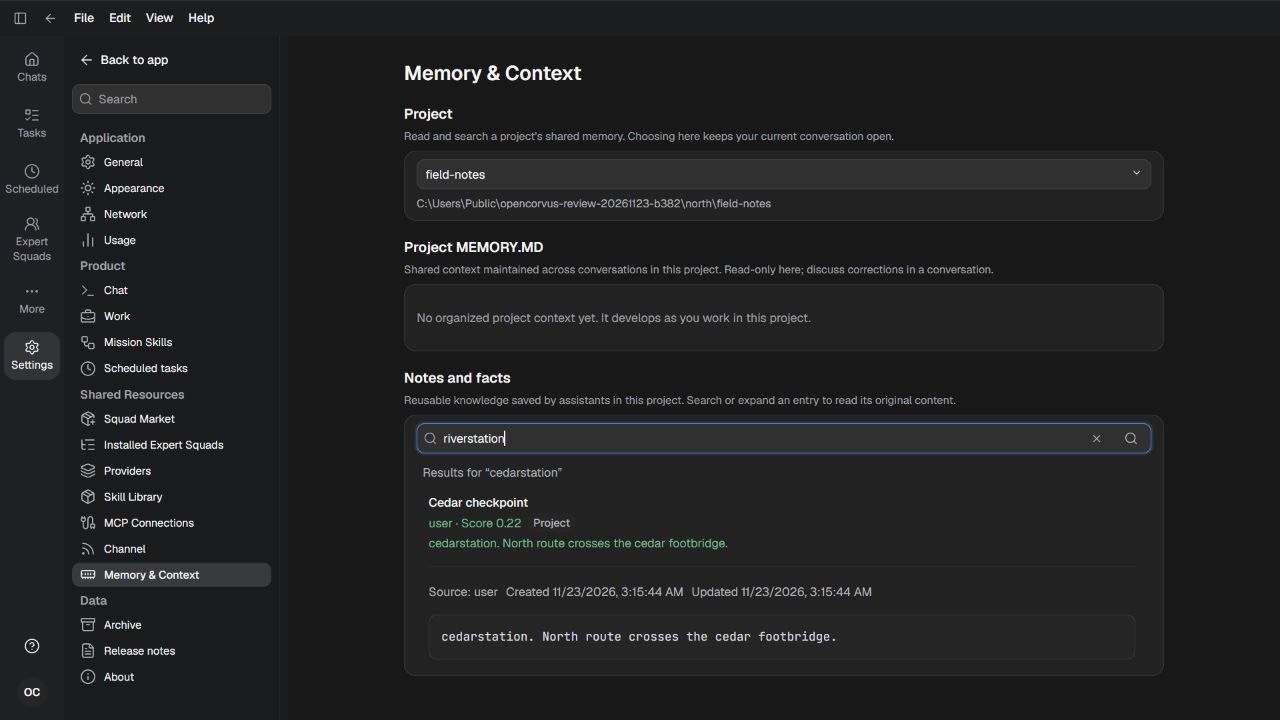 File Edit View Help
Chats
Tasks
Scheduled
Expert
Squads
More
Settings
OC
Back to app
Search
Application
General
Appearance
Network
Usage
Product
Chat
Work
Mission Skills
Scheduled tasks
Shared Resources
Squad Market
Installed Expert Squads
Providers
Skill Library
MCP Connections
Channel
Memory & Context
Data
Archive
Release notes
About
Memory & Context
Project
Read and search a project's shared memory. Choosing here keeps your current conversation open.
field-notes
C:\Users\Public\opencorvus-review-20261123-b382\north\field-notes
Project MEMORY.MD
Shared context maintained across conversations in this project. Read-only here; discuss corrections in a conversation.
No organized project context yet. It develops as you work in this project.
Notes and facts
Reusable knowledge saved by assistants in this project. Search or expand an entry to read its original content.
riverstation
Results for “cedarstation”
Cedar checkpoint
user · Score 0.22 Project
cedarstation. North route crosses the cedar footbridge.
Source: user Created 11/23/2026, 3:15:44 AM Updated 11/23/2026, 3:15:44 AM
cedarstation. North route crosses the cedar footbridge.